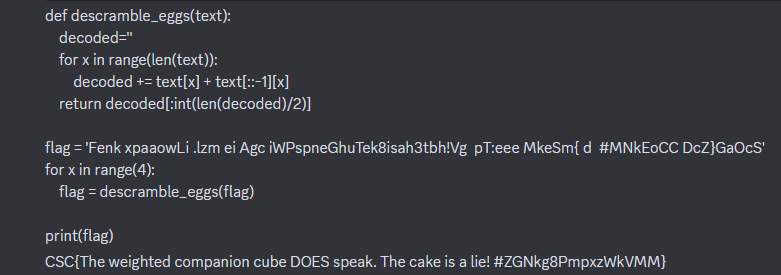 def descramble_eggs(text):
    decoded=''
    for x in range(len(text)):
        decoded += text[x] + text[::-1][x]
    return decoded[:int(len(decoded)/2)]
flag = 'Fenk xpaaowLi .lzm ei Agc iWPspneGhuTek8isah3tbh!Vg  pT:eee MkeSm{ d  #MNkEoCC DcZ}GaOcS'
for x in range(4):
    flag = descramble_eggs(flag)
print(flag)
CSC{The weighted companion cube DOES speak. The cake is a lie! #ZGNkg8PmpxzWkVMM}